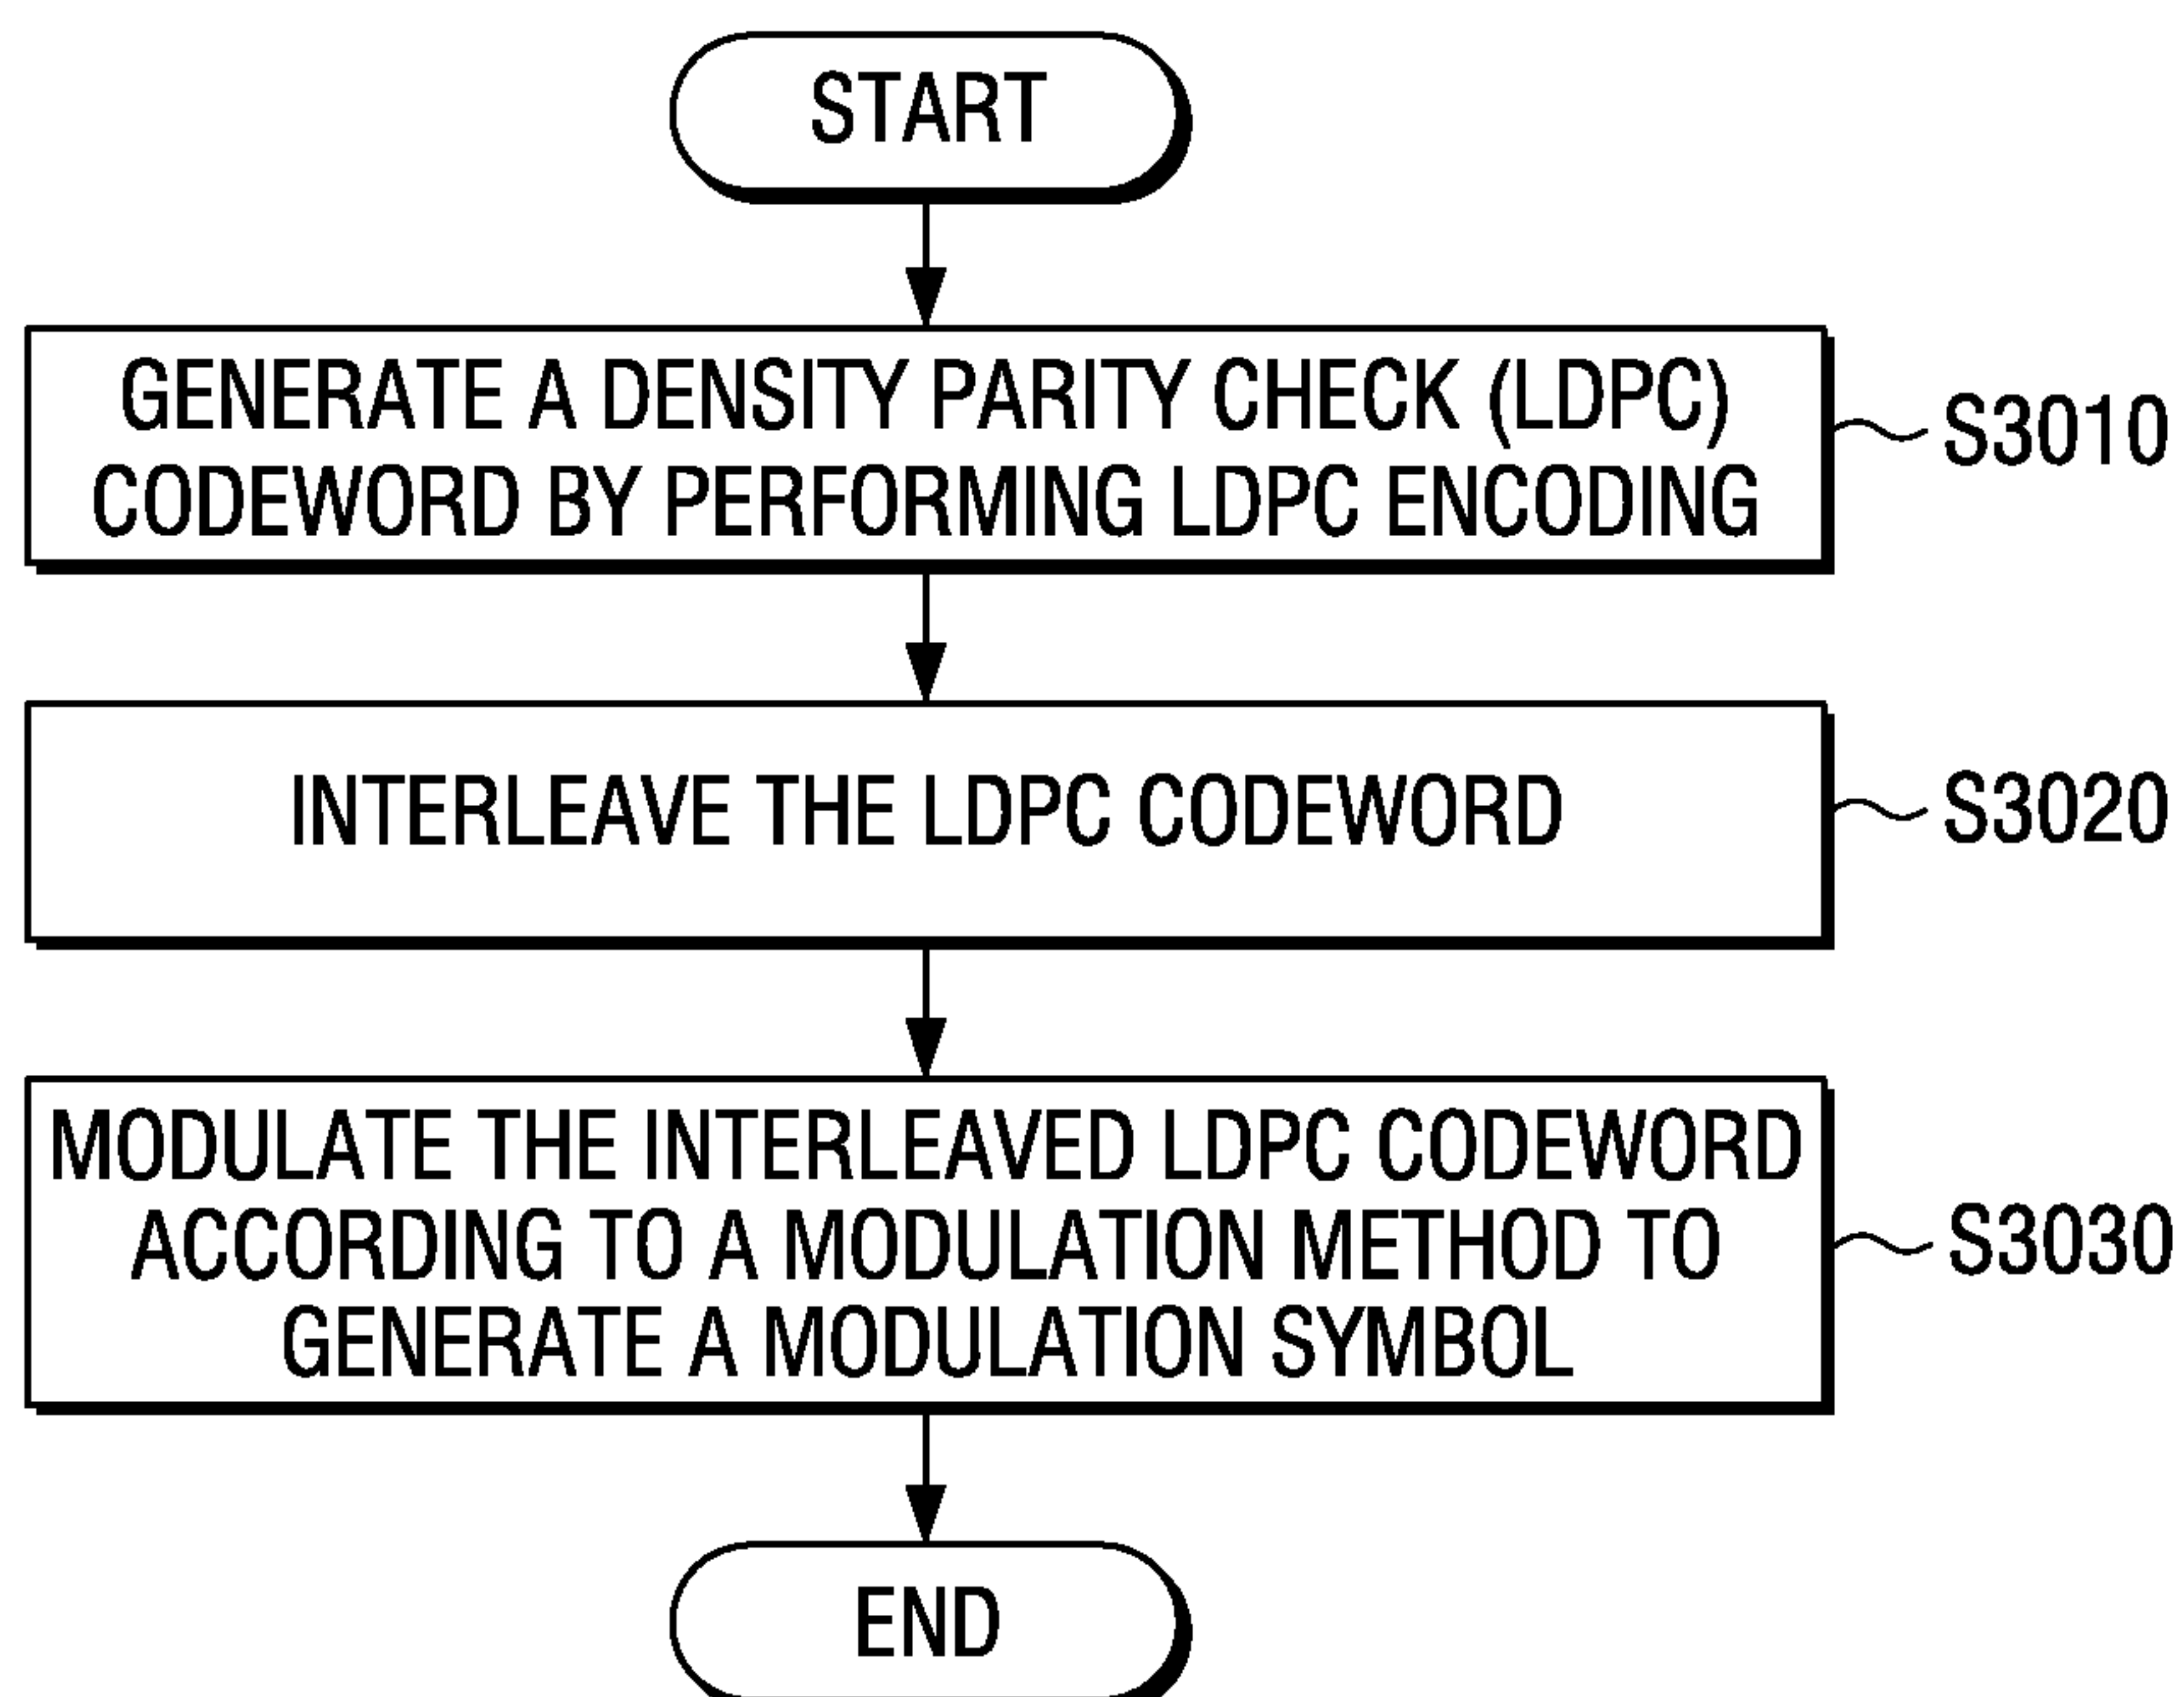 START
GENERATE A DENSITY PARITY CHECK (LDPC)
CODEWORD BY PERFORMING LDPC ENCODING
S3010
INTERLEAVE THE LDPC CODEWORD
S3020
MODULATE THE INTERLEAVED LDPC CODEWORD
ACCORDING TO A MODULATION METHOD TO
GENERATE A MODULATION SYMBOL
S3030
END